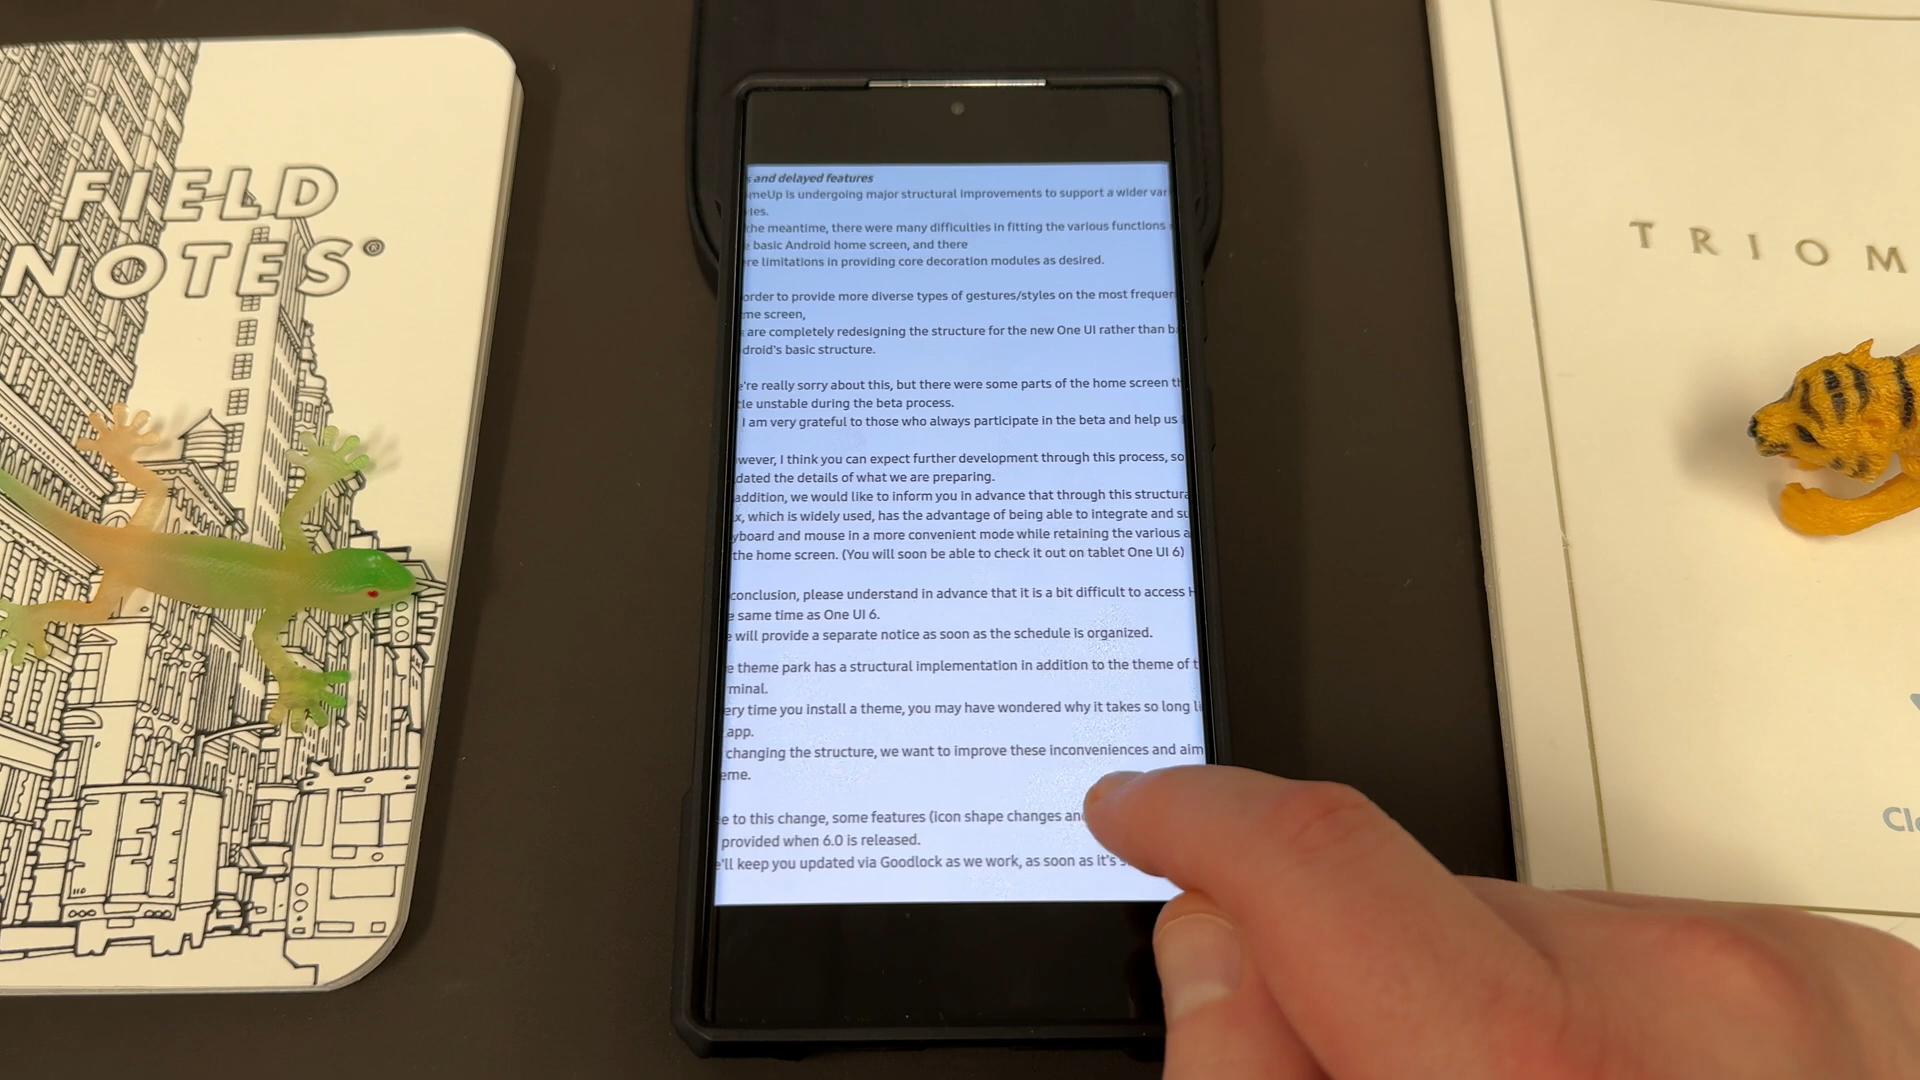 FIELD
NOTES®
and delayed features
meUp is undergoing major structural improvements to support a wider var
les.
the meantime, there were many difficulties in fitting the various functions
basic Android home screen, and there
re limitations in providing core decoration modules as desired.
order to provide more diverse types of gestures/styles on the most frequen
me screen,
are completely redesigning the structure for the new One UI rather than b
droid's basic structure.
're really sorry about this, but there were some parts of the home screen th
le unstable during the beta process.
I am very grateful to those who always participate in the beta and help us
wever, I think you can expect further development through this process, so
dated the details of what we are preparing.
addition, we would like to inform you in advance that through this structura
x, which is widely used, has the advantage of being able to integrate and su
yboard and mouse in a more convenient mode while retaining the various a
the home screen. (You will soon be able to check it out on tablet One UI 6)
conclusion, please understand in advance that it is a bit difficult to access H
e same time as One UI 6.
e will provide a separate notice as soon as the schedule is organized.
e theme park has a structural implementation in addition to the theme of t
minal.
ery time you install a theme, you may have wondered why it takes so long li
app.
changing the structure, we want to improve these inconveniences and aim
eme.
e to this change, some features (icon shape changes an
provided when 6.0 is released.
e'll keep you updated via Goodlock as we work, as soon as it's
TRIOM
Cl